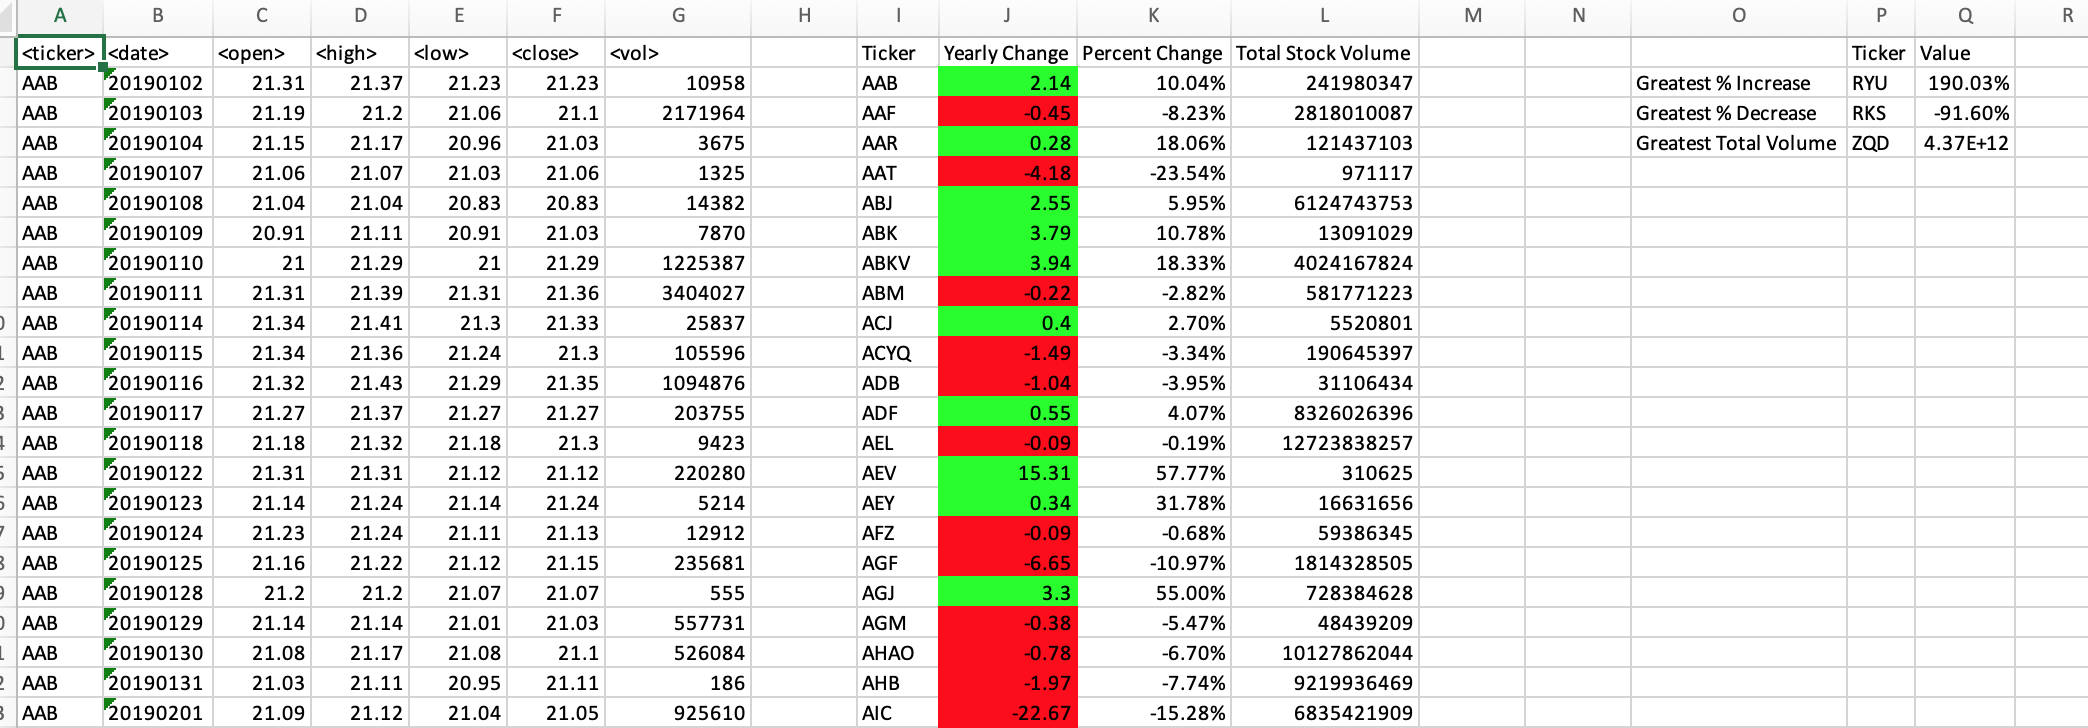 A B C D E F G H I J K L M N O P Q R
<ticker> <date> <open> <high> <low> <close> <vol> Ticker Yearly Change Percent Change Total Stock Volume Ticker Value
AAB 20190102 21.31 21.37 21.23 21.23 10958 AAB 2.14 10.04% 241980347 Greatest % Increase RYU 190.03%
AAB 20190103 21.19 21.2 21.06 21.1 2171964 AAF -0.45 -8.23% 2818010087 Greatest % Decrease RKS -91.60%
AAB 20190104 21.15 21.17 20.96 21.03 3675 AAR 0.28 18.06% 121437103 Greatest Total Volume ZQD 4.37E+12
AAB 20190107 21.06 21.07 21.03 21.06 1325 AAT -4.18 -23.54% 971117
AAB 20190108 21.04 21.04 20.83 20.83 14382 ABJ 2.55 5.95% 6124743753
AAB 20190109 20.91 21.11 20.91 21.03 7870 ABK 3.79 10.78% 13091029
AAB 20190110 21 21.29 21 21.29 1225387 ABKV 3.94 18.33% 4024167824
AAB 20190111 21.31 21.39 21.31 21.36 3404027 ABM -0.22 -2.82% 581771223
AAB 20190114 21.34 21.41 21.3 21.33 25837 ACJ 0.4 2.70% 5520801
AAB 20190115 21.34 21.36 21.24 21.3 105596 ACYQ -1.49 -3.34% 190645397
AAB 20190116 21.32 21.43 21.29 21.35 1094876 ADB -1.04 -3.95% 31106434
AAB 20190117 21.27 21.37 21.27 21.27 203755 ADF 0.55 4.07% 8326026396
AAB 20190118 21.18 21.32 21.18 21.3 9423 AEL -0.09 -0.19% 12723838257
AAB 20190122 21.31 21.31 21.12 21.12 220280 AEV 15.31 57.77% 310625
AAB 20190123 21.14 21.24 21.14 21.24 5214 AEY 0.34 31.78% 16631656
AAB 20190124 21.23 21.24 21.11 21.13 12912 AFZ -0.09 -0.68% 59386345
AAB 20190125 21.16 21.22 21.12 21.15 235681 AGF -6.65 -10.97% 1814328505
AAB 20190128 21.2 21.2 21.07 21.07 555 AGJ 3.3 55.00% 728384628
AAB 20190129 21.14 21.14 21.01 21.03 557731 AGM -0.38 -5.47% 48439209
AAB 20190130 21.08 21.17 21.08 21.1 526084 AHAO -0.78 -6.70% 10127862044
AAB 20190131 21.03 21.11 20.95 21.11 186 AHB -1.97 -7.74% 9219936469
AAB 20190201 21.09 21.12 21.04 21.05 925610 AIC -22.67 -15.28% 6835421909